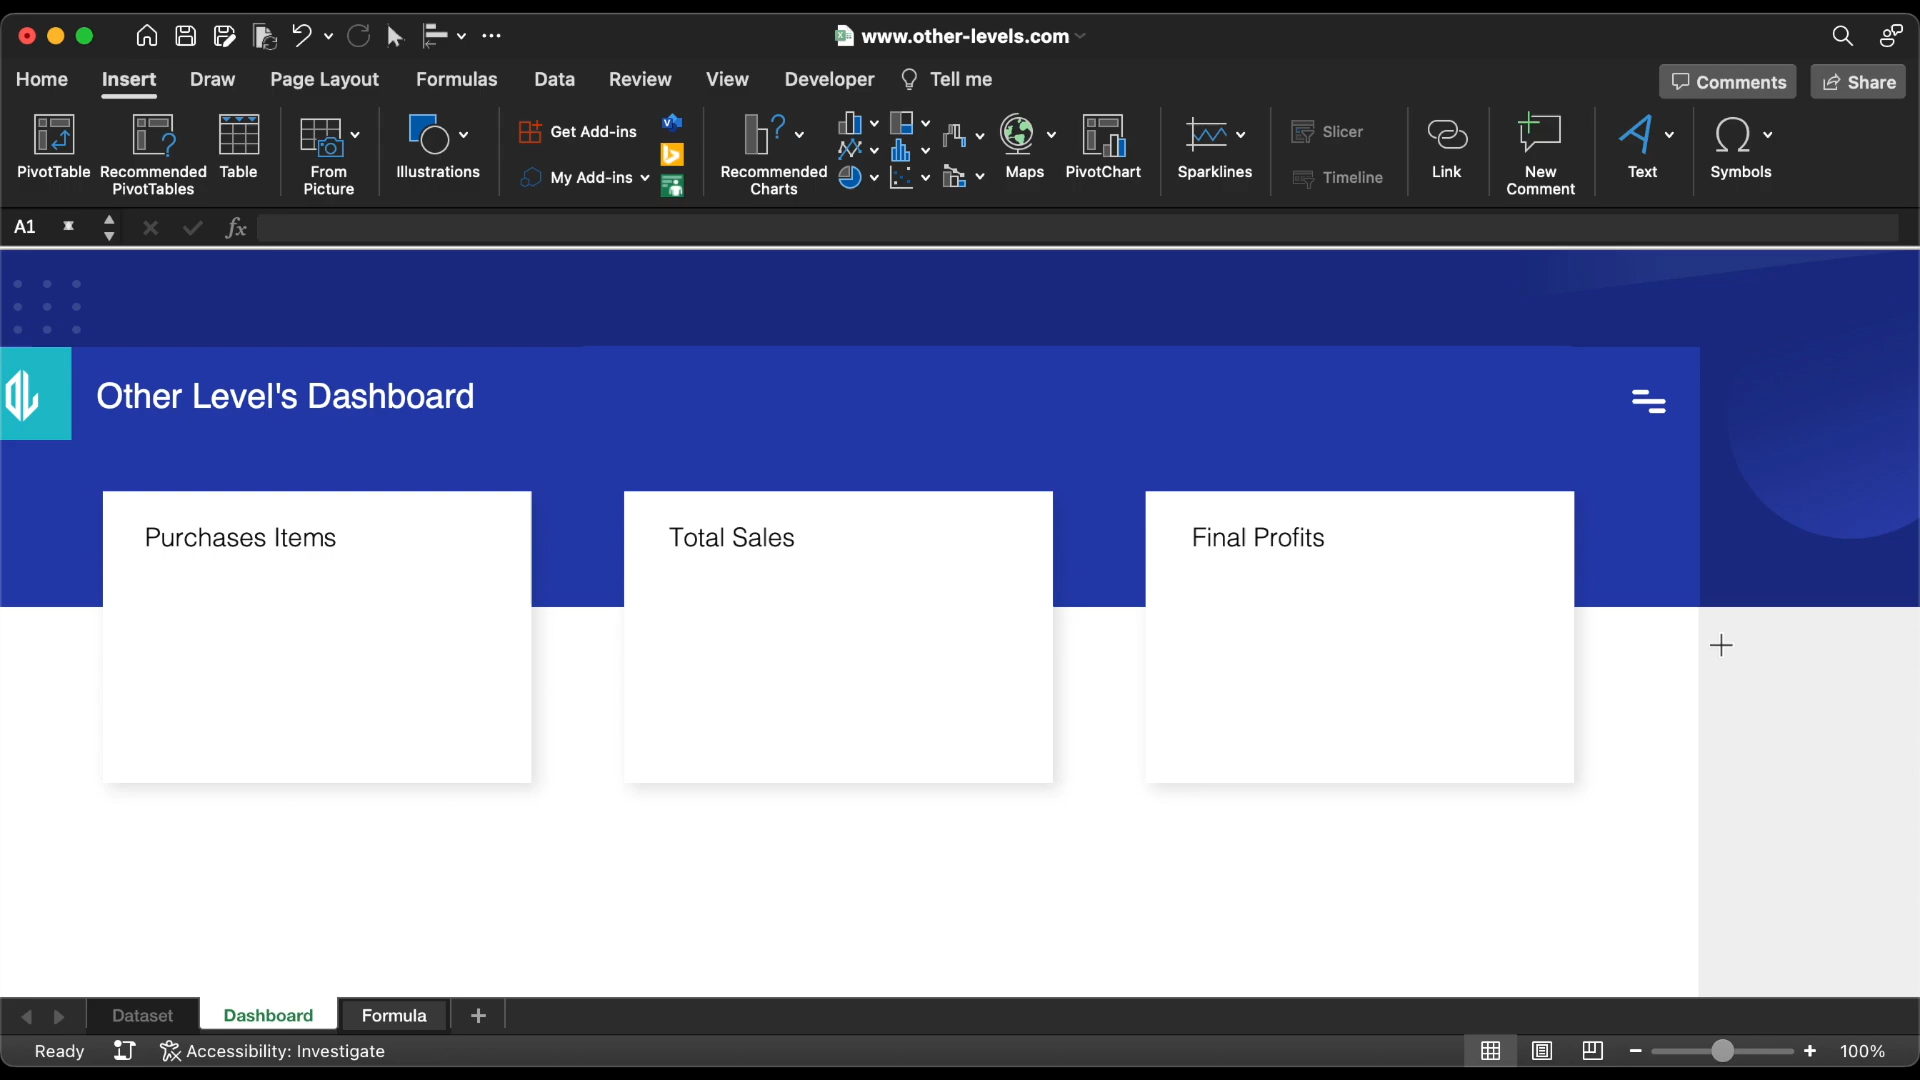 www.other-levels.com
Home Insert Draw Page Layout Formulas Data Review View Developer Tell me Comments Share
PivotTable
Recommended
PivotTables
Table
From
Picture
Illustrations
Get Add-ins
My Add-ins
Recommended
Charts
Maps
PivotChart
Sparklines
Slicer
Timeline
Link
New
Comment
Text
Symbols
A1 fx
Other Level's Dashboard
Purchases Items
Total Sales
Final Profits
Dataset Dashboard Formula
Ready Accessibility: Investigate 100%